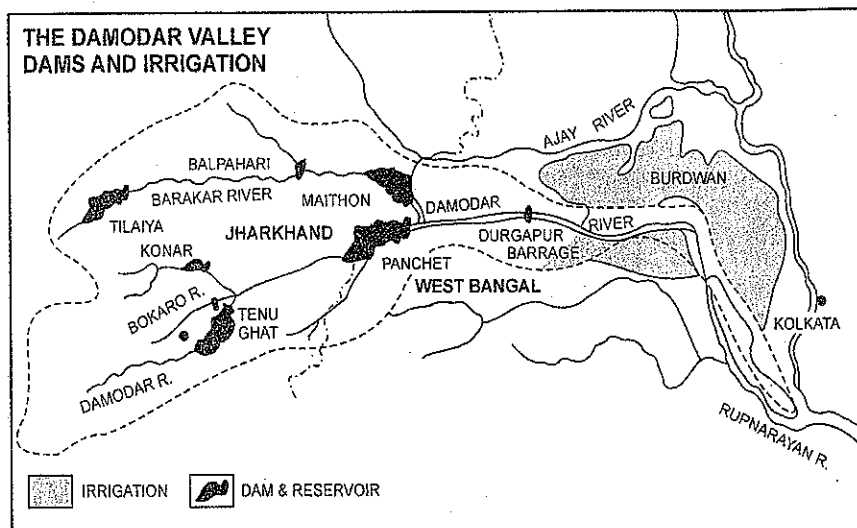 THE DAMODAR VALLEY
DAMS AND IRRIGATION
AJAY RIVER
BALPAHARI
BURDWAN
BARAKAR RIVER
MAITHON
DAMODAR
RIVER
TILAIYA
JHARKHAND
DURGAPUR
BARRAGE
KONAR
PANCHET
WEST BANGAL
BOKARO R.
TENU
GHAT
KOLKATA
DAMODAR R.
RUPNARAYAN R.
IRRIGATION
DAM & RESERVOIR